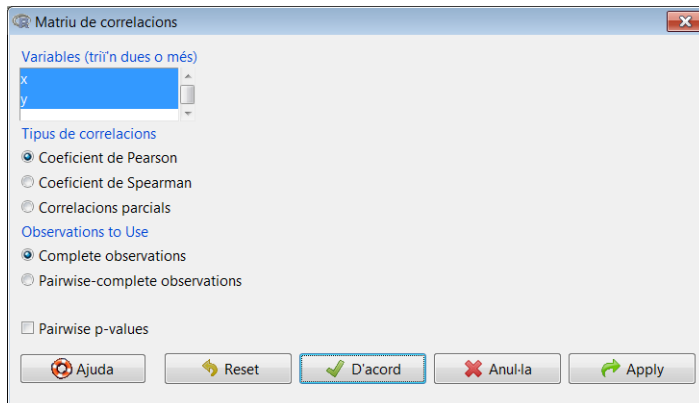 Matriu de correlacions
Variables (triï'n dues o més)
x
y
Tipus de correlacions
Coeficient de Pearson
Coeficient de Spearman
Correlacions parcials
Observations to Use
Complete observations
Pairwise-complete observations
Pairwise p-values
Ajuda Reset D'acord Anul·la Apply